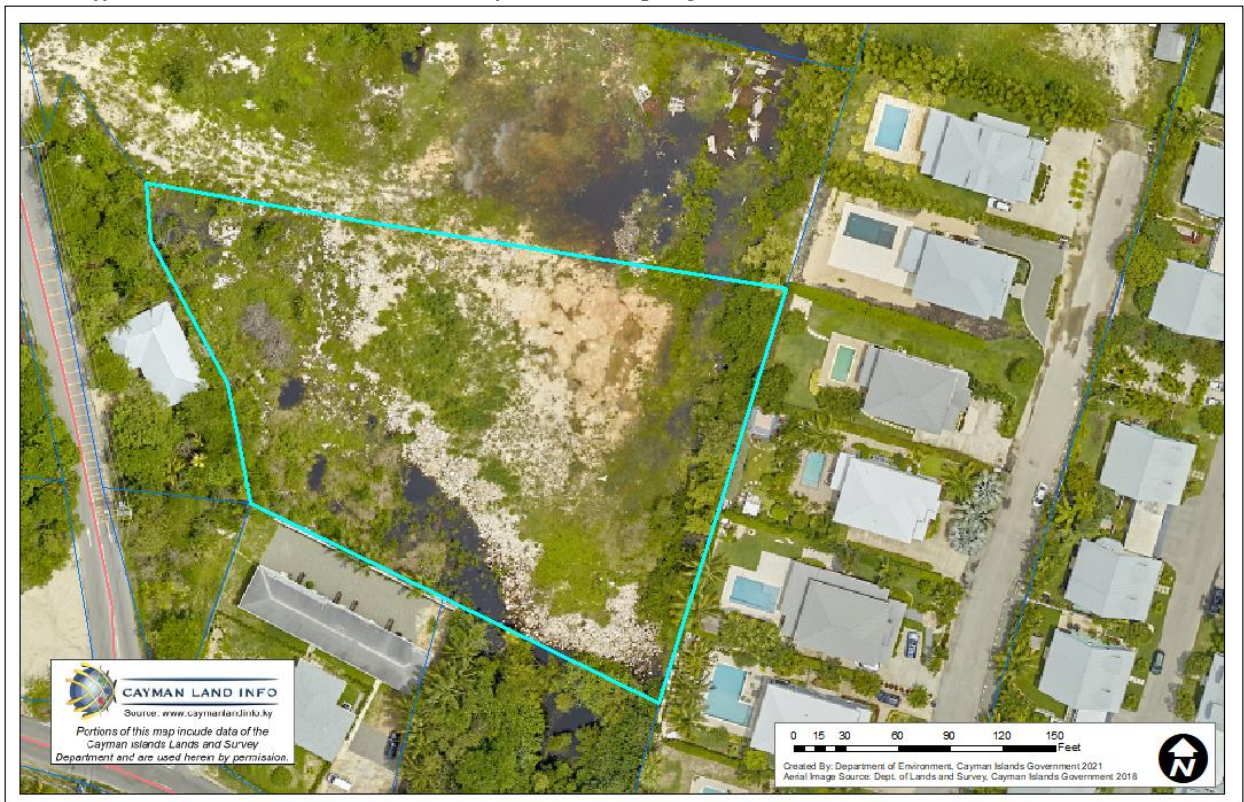 CAYMAN LAND INFO
Source: www.caymanlandinfo.ky
Portions of this map include data of the
Cayman Islands Lands and Survey
Department and are used herein by permission.
0 15 30 60 90 120 150
Feet
Created By: Department of Environment, Cayman Islands Government 2021
Aerial Image Source: Dept. of Lands and Survey, Cayman Islands Government 2018
N